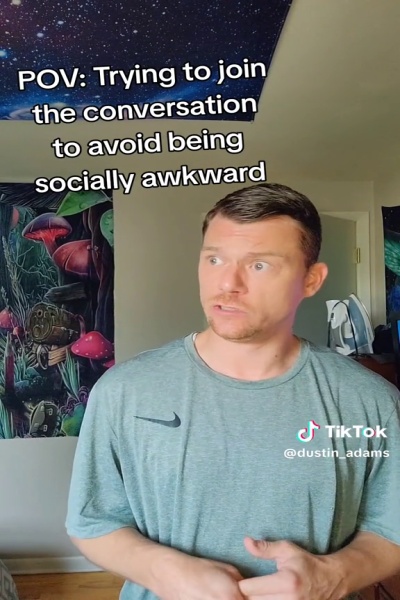 POV: Trying to join
the conversation
to avoid being
socially awkward
TikTok
@dustin_adams